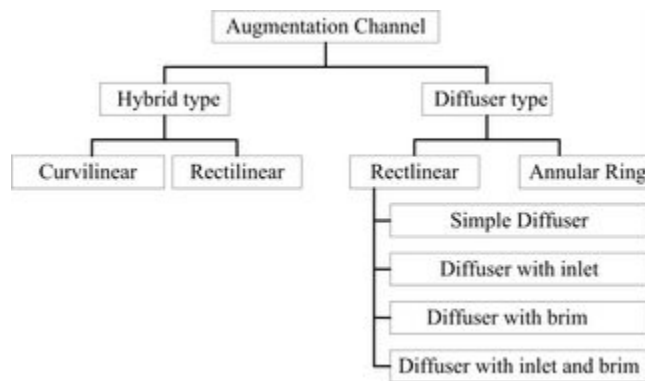 Augmentation Channel
Hybrid type
Diffuser type
Curvilinear
Rectilinear
Rectlinear
Annular Ring
Simple Diffuser
Diffuser with inlet
Diffuser with brim
Diffuser with inlet and brim